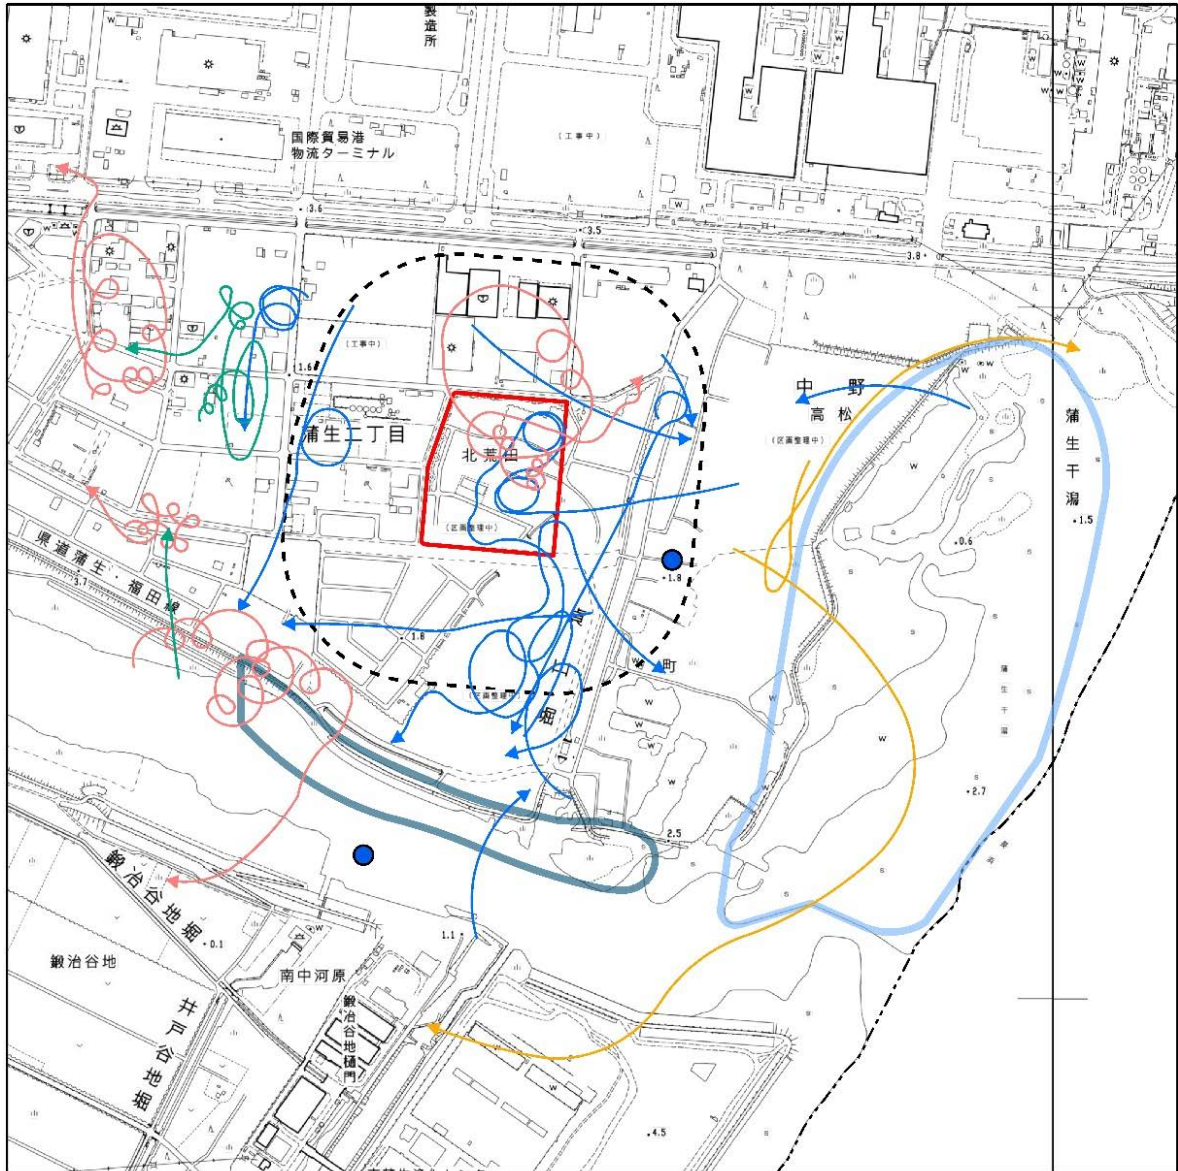 製造所
国際貿易港
物流ターミナル
(工事中)
3.6
3.5
3.8
(工事中)
1.6
中野
高松
(区画整理中)
蒲生干潟
蒲生二丁目
北荒田
(区画整理中)
1.5
0.6
県道蒲生・福田線
3.7
1.8
1.8
町
(区画整理中)
蒲生干潟
2.7
2.5
鍛冶谷地堀
0.1
1.1
鍛冶谷地
南中河原
井戸谷地堀
鍛冶谷地樋門
4.5